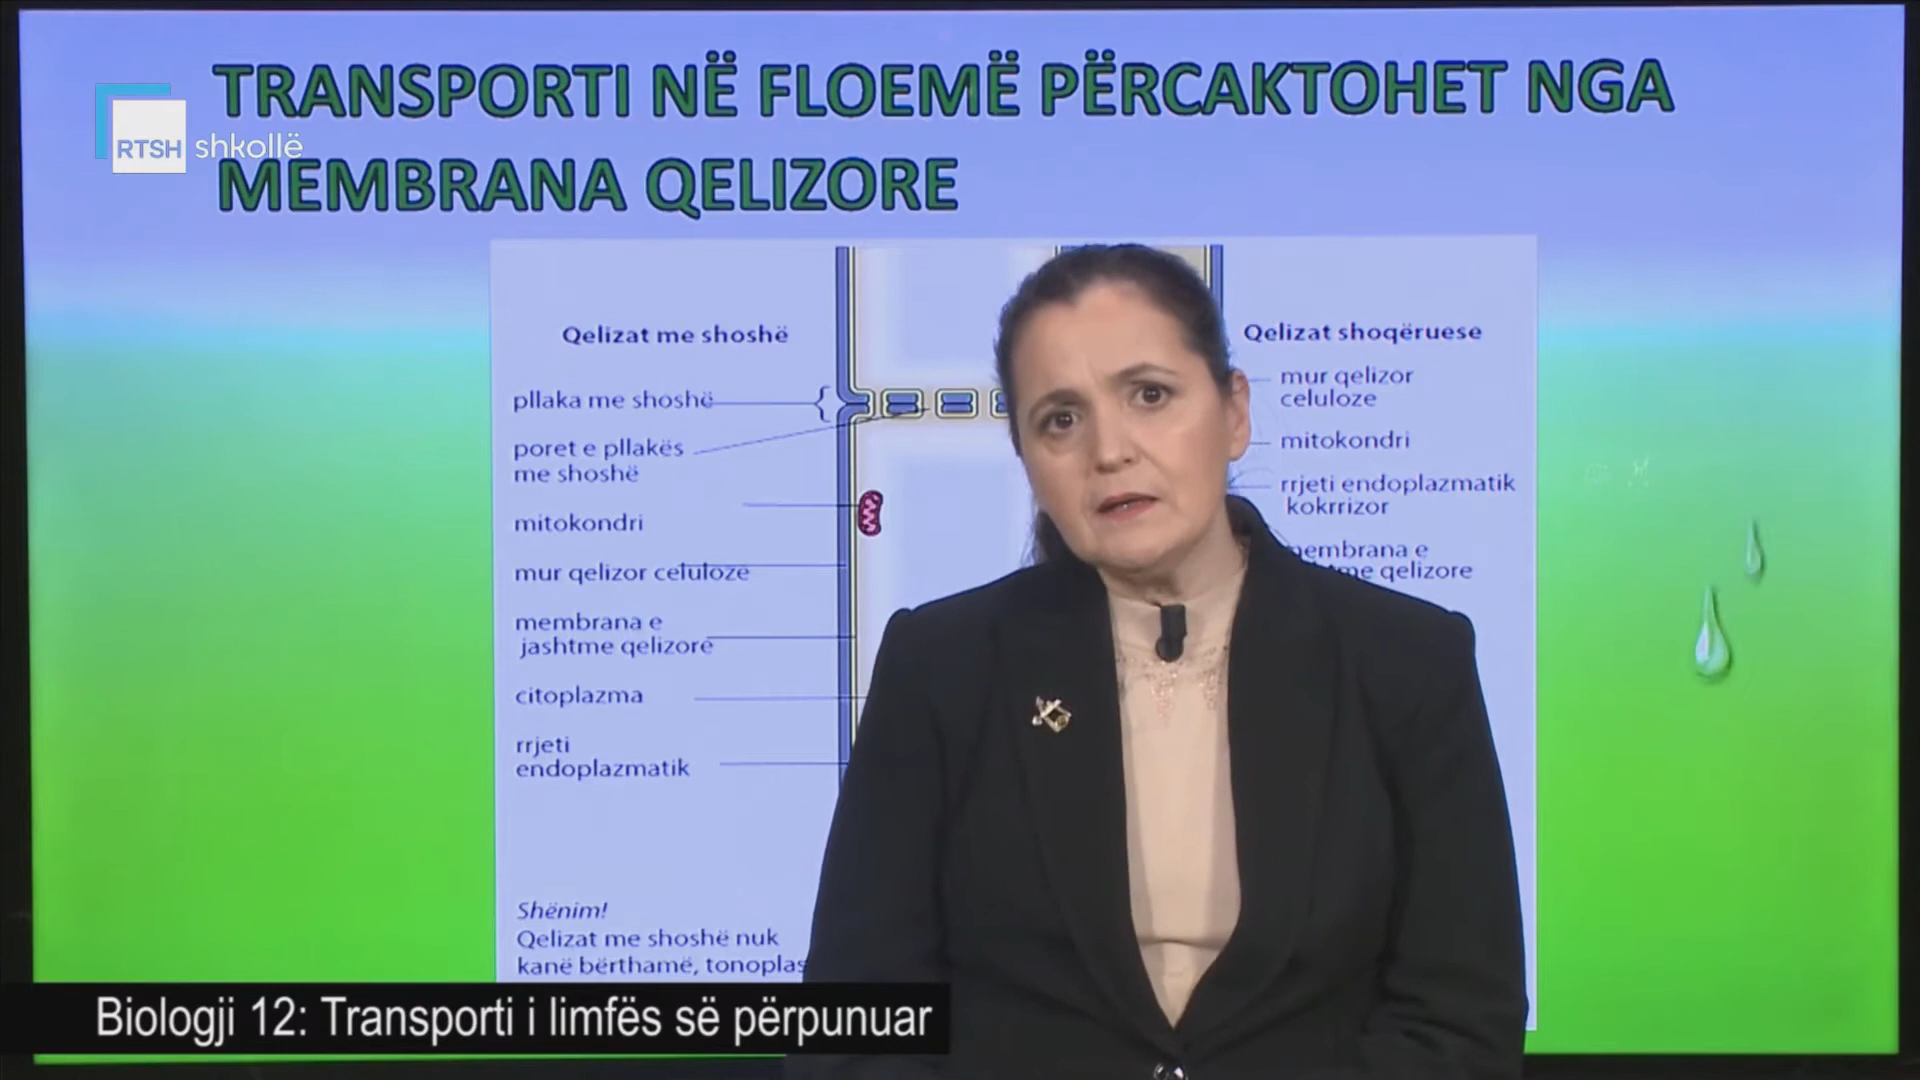 TRANSPORTI NË FLOEMË PËRCAKTOHET NGA
MEMBRANA QELIZORE
RTSH shkollë
Qelizat me shoshë
pllaka me shoshë
poret e pllakës
me shoshë
mitokondri
mur qelizor celuloze
membrana e
jashtme qelizore
citoplazma
rrjeti
endoplazmatik
Shënim!
Qelizat me shoshë nuk
kanë bërthamë,
Qelizat shoqëruese
mur qelizor
celuloze
mitokondri
rrjeti endoplazmatik
kokrrizor
e
qelizore
Biologji 12: Transporti i limfës së përpunuar